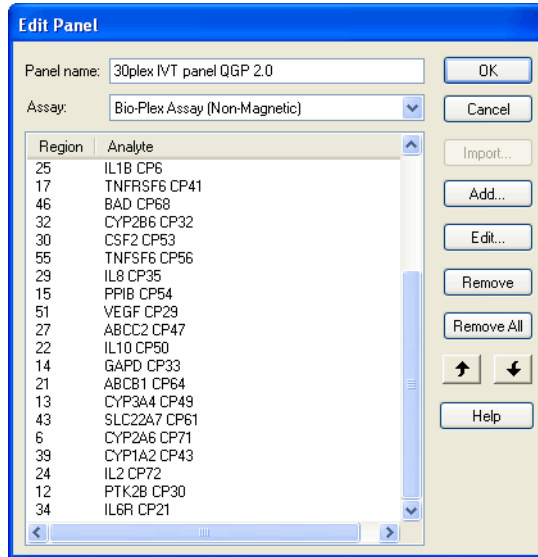 Edit Panel
Panel name: 30plex IVT panel QGP 2.0
OK
Assay: Bio-Plex Assay (Non-Magnetic)
Cancel
Region Analyte
25 IL1B CP6
17 TNFRSF6 CP41
46 BAD CP68
32 CYP2B6 CP32
30 CSF2 CP53
55 TNFSF6 CP56
29 IL8 CP35
15 PPIB CP54
51 VEGF CP29
27 ABCC2 CP47
22 IL10 CP50
14 GAPD CP33
21 ABCB1 CP64
13 CYP3A4 CP49
43 SLC22A7 CP61
6 CYP2A6 CP71
39 CYP1A2 CP43
24 IL2 CP72
12 PTK2B CP30
34 IL6R CP21
Import...
Add...
Edit...
Remove
Remove All
Help